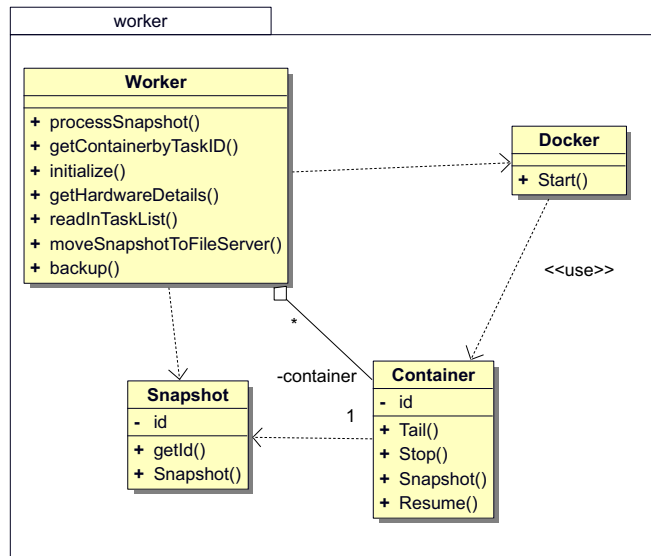 worker
Worker
+ processSnapshot()
+ getContainerbyTaskID()
+ initialize()
+ getHardwareDetails()
+ readInTaskList()
+ moveSnapshotToFileServer()
+ backup()
Docker
+ Start()
<<use>>
*
-container
1
Snapshot
- id
+ getId()
+ Snapshot()
Container
- id
+ Tail()
+ Stop()
+ Snapshot()
+ Resume()